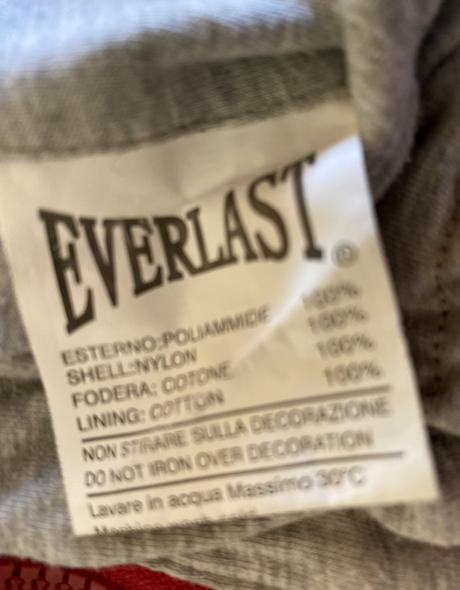 EVERLAST ©
ESTERNO:POLIAMMIDE 100%
SHELL:NYLON 100%
FODERA: COTONE 100%
LINING: COTTON 100%
NON STIRARE SULLA DECORAZIONE
DO NOT IRON OVER DECORATION
Lavare in acqua Massimo 30°C